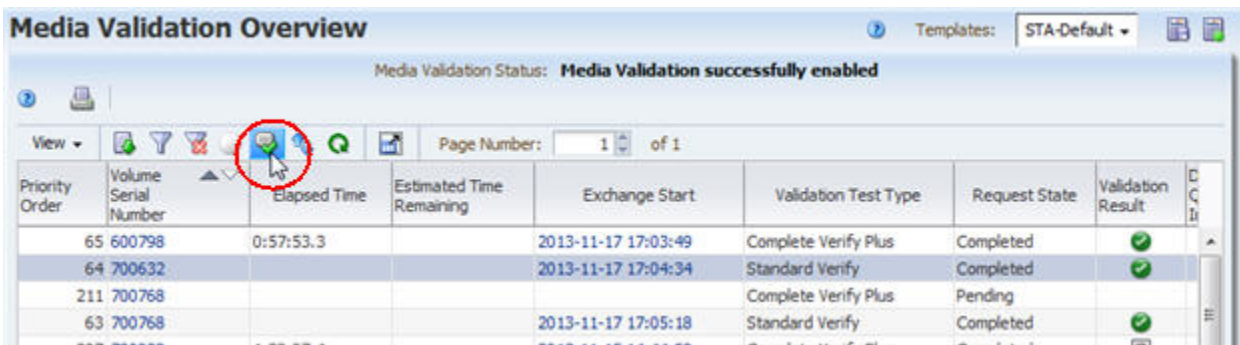 Media Validation Overview
Templates: STA-Default
Media Validation Status: Media Validation successfully enabled
View
Page Number: 1 of 1
Priority Order
Volume Serial Number
Elapsed Time
Estimated Time Remaining
Exchange Start
Validation Test Type
Request State
Validation Result
65 600798 0:57:53.3 2013-11-17 17:03:49 Complete Verify Plus Completed
64 700632 2013-11-17 17:04:34 Standard Verify Completed
211 700768 Complete Verify Plus Pending
63 700768 2013-11-17 17:05:18 Standard Verify Completed